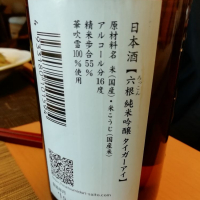 日本酒【六根 純米吟醸 タイガーアイ】
原材料名 米(国産)・米こうじ(国産米)
アルコール分16度
精米歩合55%
華吹雪100%使用